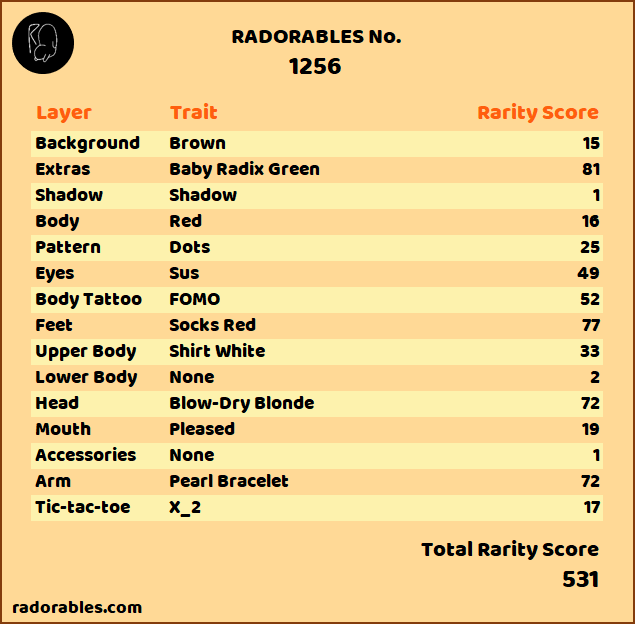 RADORABLES No.
1256
Layer Trait Rarity Score
Background Brown 15
Extras Baby Radix Green 81
Shadow Shadow 1
Body Red 16
Pattern Dots 25
Eyes Sus 49
Body Tattoo FOMO 52
Feet Socks Red 77
Upper Body Shirt White 33
Lower Body None 2
Head Blow-Dry Blonde 72
Mouth Pleased 19
Accessories None 1
Arm Pearl Bracelet 72
Tic-tac-toe X_2 17
Total Rarity Score
531
radorables.com